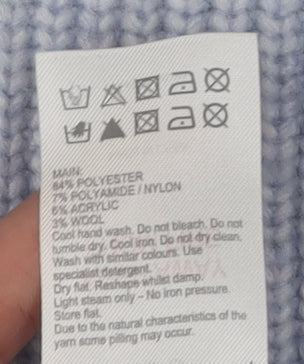 MAIN:
84% POLYESTER
7% POLYAMIDE / NYLON
6% ACRYLIC
3% WOOL
Cool hand wash. Do not bleach. Do not
tumble dry. Cool iron. Do not dry clean.
Wash with similar colours. Use
specialist detergent.
Dry flat. Reshape whilst damp.
Light steam only – No iron pressure.
Store flat.
Due to the natural characteristics of the
yarn some pilling may occur.